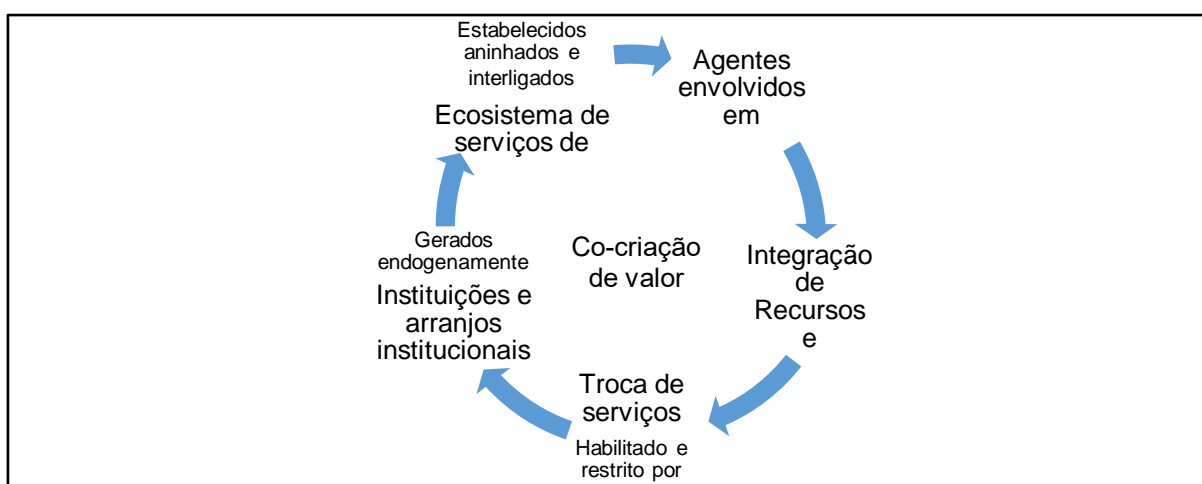 Estabelecidos
aninhados e
interligados
Ecosistema de
serviços de
Agentes
envolvidos
em
Integração
de
Recursos
e
Troca de
serviços
Habilitado e
restrito por
Gerados
endogenamente
Instituições e
arranjos
institucionais
Co-criação
de valor